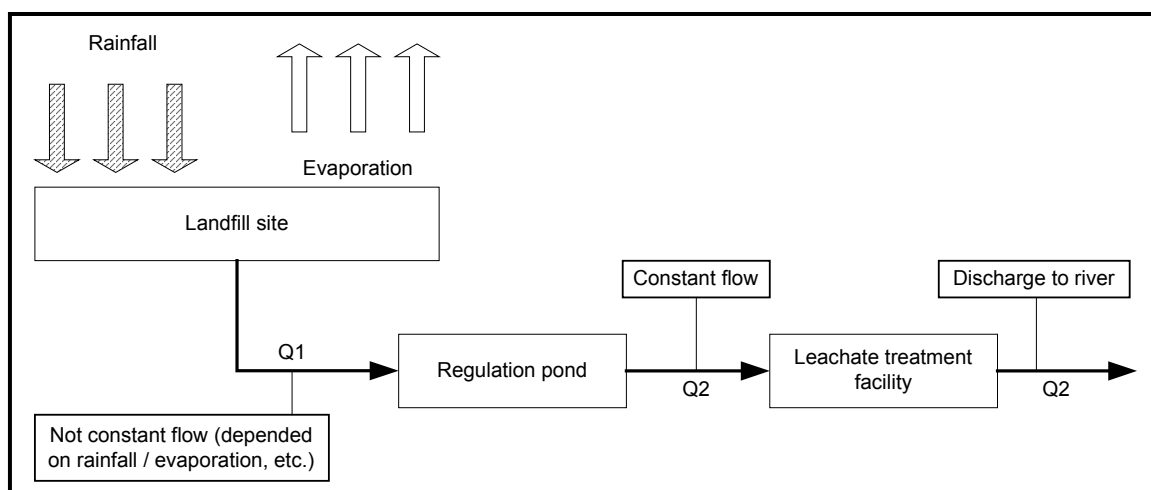 Rainfall
Evaporation
Landfill site
Constant flow
Discharge to river
Q1
Regulation pond
Q2
Leachate treatment
facility
Q2
Not constant flow (depended
on rainfall / evaporation, etc.)